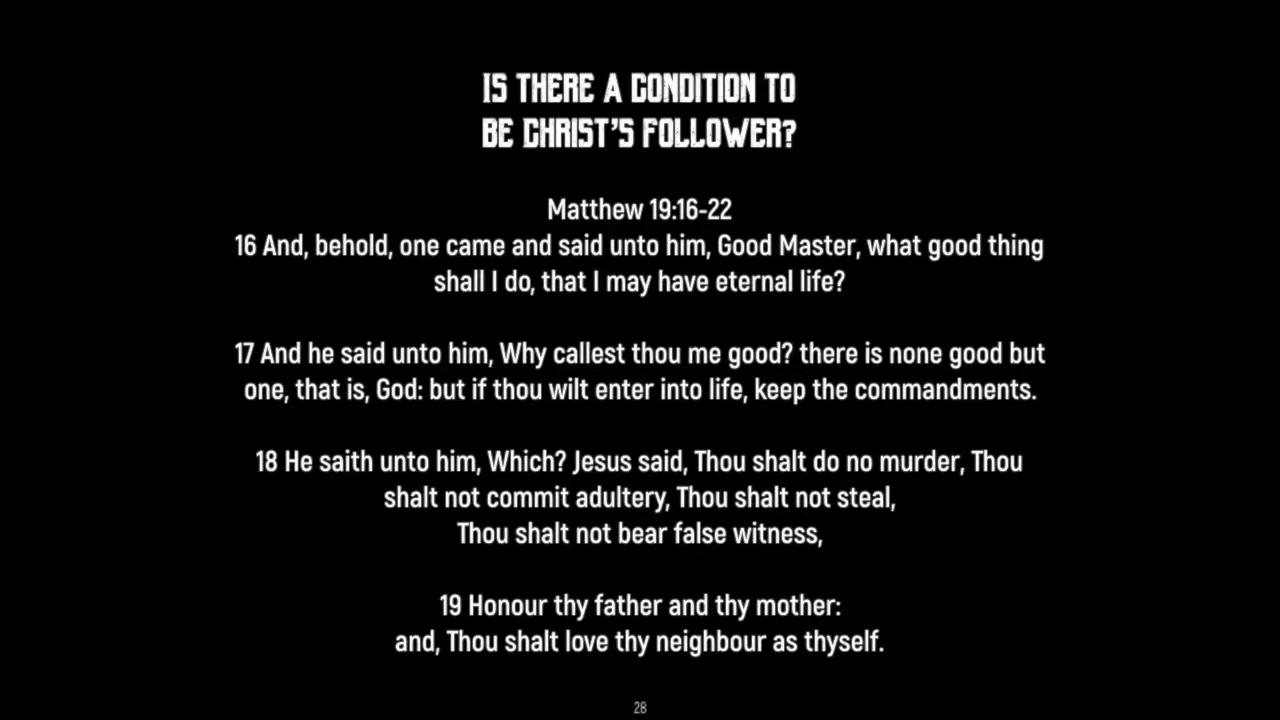 IS THERE A CONDITION TO
BE CHRIST'S FOLLOWER?
Matthew 19:16-22
16 And, behold, one came and said unto him, Good Master, what good thing
shall I do, that I may have eternal life?
17 And he said unto him, Why callest thou me good? there is none good but
one, that is, God: but if thou wilt enter into life, keep the commandments.
18 He saith unto him, Which? Jesus said, Thou shalt do no murder, Thou
shalt not commit adultery, Thou shalt not steal,
Thou shalt not bear false witness,
19 Honour thy father and thy mother:
and, Thou shalt love thy neighbour as thyself.
28